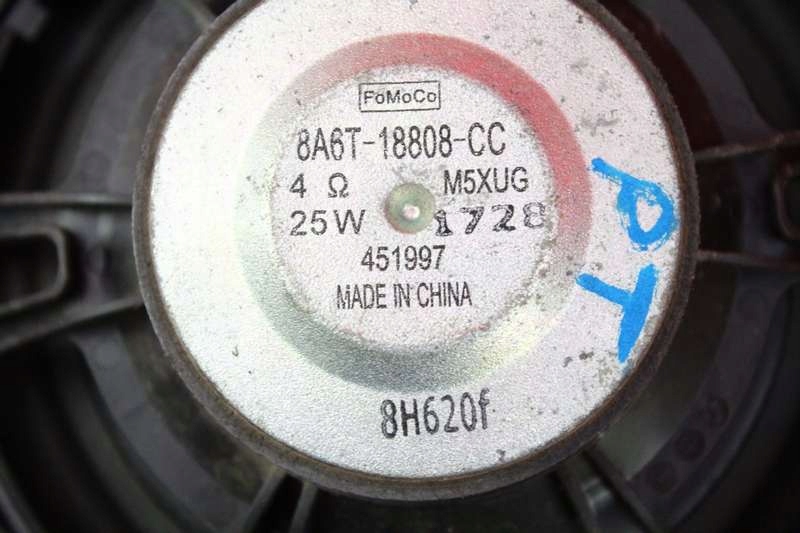 FoMoCo
8A6T-18808-CC
4 Ω M5XUG
25W 1728
451997
MADE IN CHINA
8H620f
PT